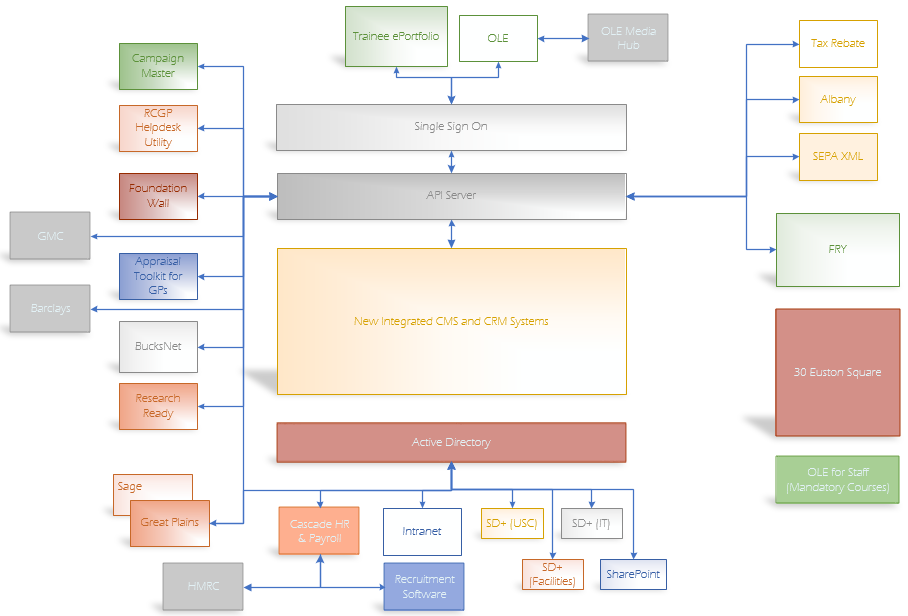 Trainee ePortfolio
OLE
OLE Media
Hub
Tax Rebate
Campaign
Master
Albany
RCGP
Helpdesk
Utility
Single Sign On
SEPA XML
Foundation
Wall
API Server
GMC
FRY
Appraisal
Toolkit for
GPs
Barclays
New Integrated CMS and CRM Systems
BucksNet
30 Euston Square
Research
Ready
Active Directory
OLE for Staff
(Mandatory Courses)
Sage
Great Plains
Cascade HR
& Payroll
Intranet
SD+ (USC)
SD+ (IT)
HMRC
Recruitment
Software
SD+
(Facilities)
SharePoint